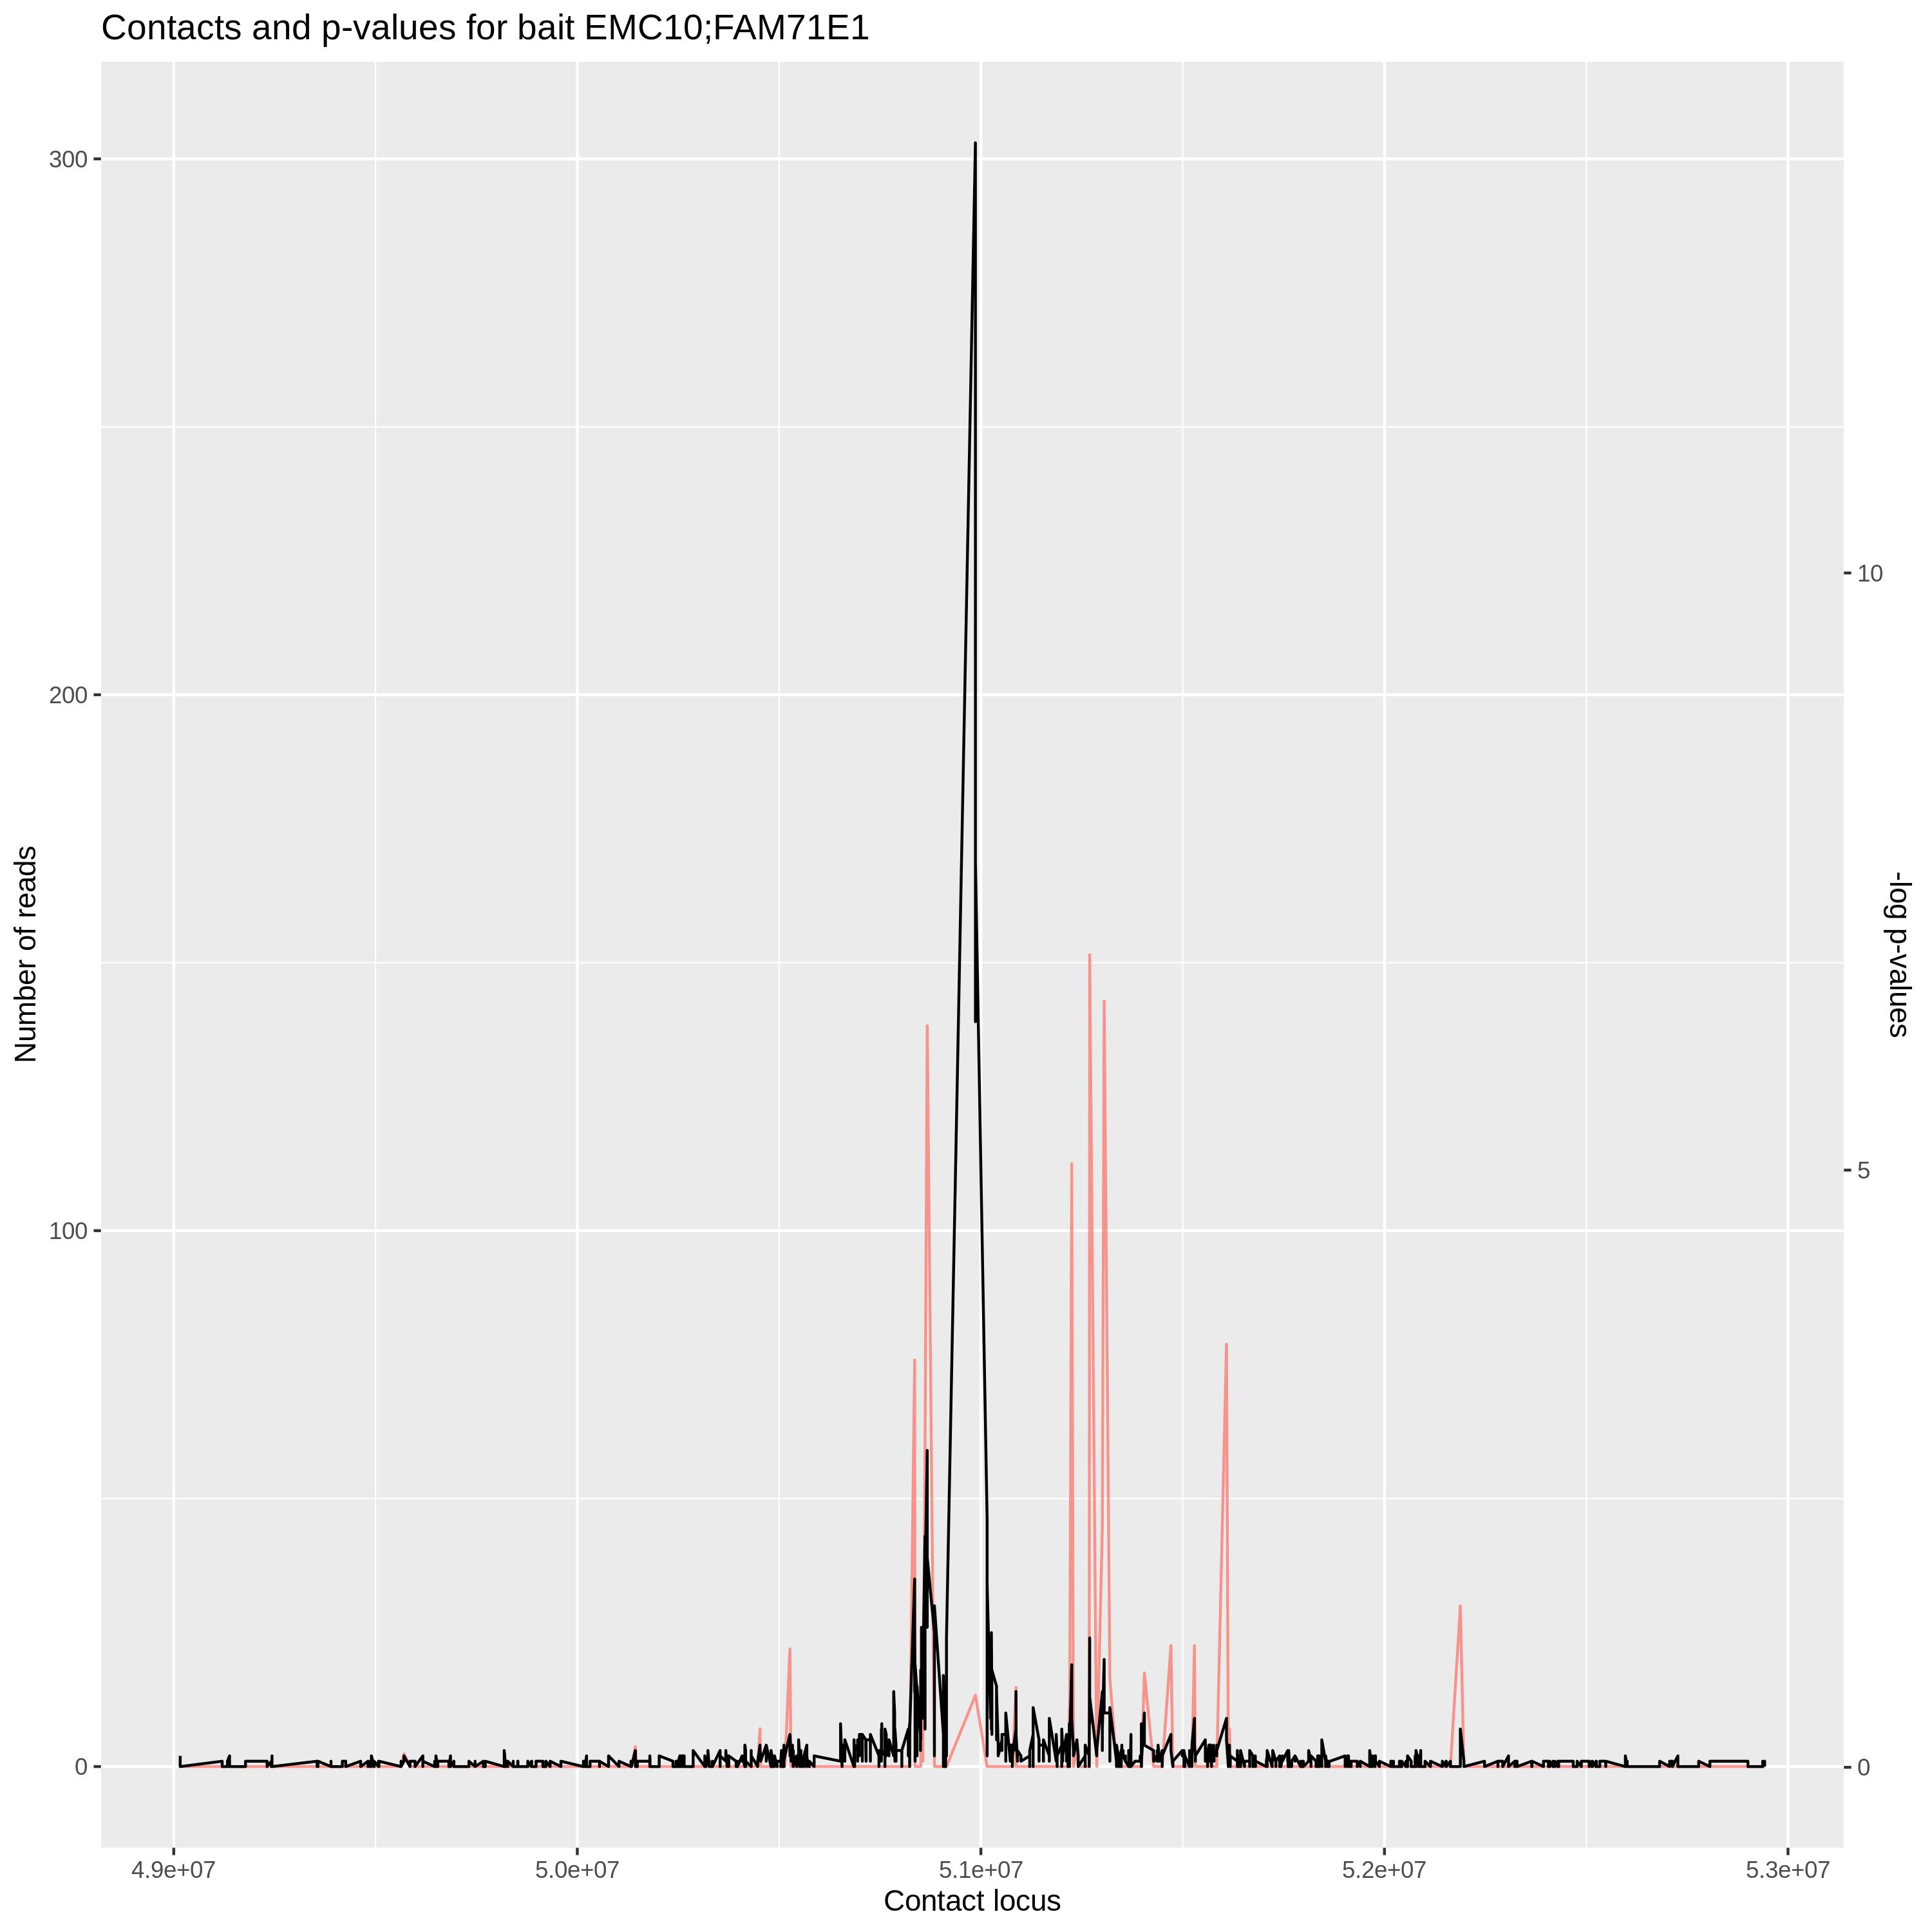 Contacts and p-values for bait EMC10;FAM71E1
300
200
100
0
Number of reads
10
5
0
-log p-values
4.9e+07
5.0e+07
5.1e+07
5.2e+07
5.3e+07
Contact locus